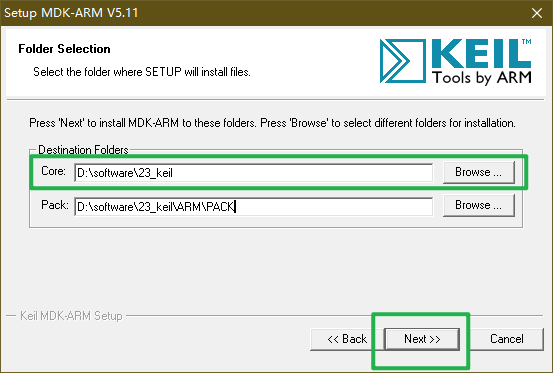 Setup MDK-ARM V5.11
Folder Selection
Select the folder where SETUP will install files.
KEIL™
Tools by ARM
Press 'Next' to install MDK-ARM to these folders. Press 'Browse' to select different folders for installation.
Destination Folders
Core: D:\software\23_keil Browse ...
Pack: D:\software\23_keil\ARM\PACK Browse ...
Keil MDK-ARM Setup
<< Back Next >> Cancel